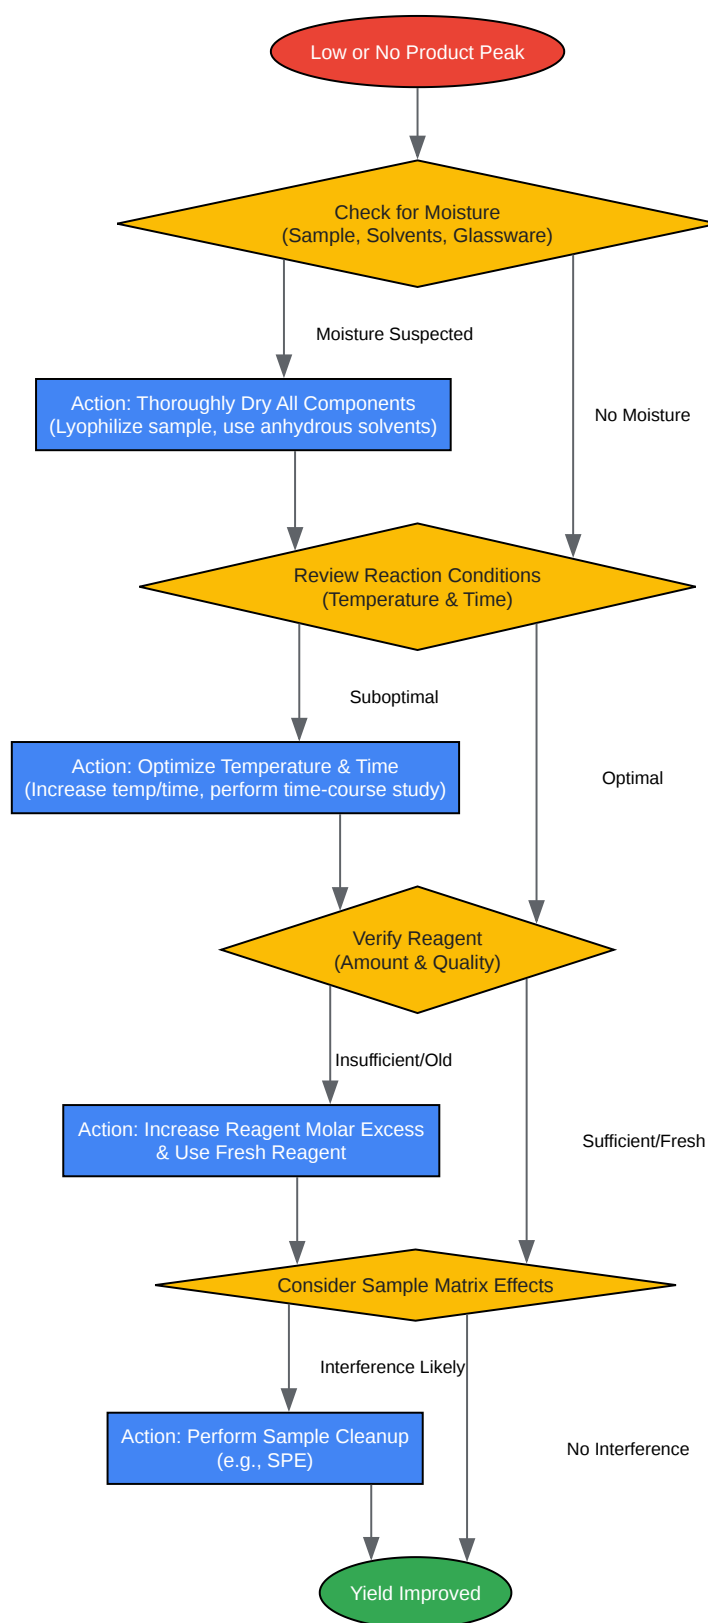 Low or No Product Peak
Check for Moisture
(Sample, Solvents, Glassware)
Moisture Suspected
Action: Thoroughly Dry All Components
(Lyophilize sample, use anhydrous solvents)
No Moisture
Review Reaction Conditions
(Temperature & Time)
Suboptimal
Action: Optimize Temperature & Time
(Increase temp/time, perform time-course study)
Optimal
Verify Reagent
(Amount & Quality)
Insufficient/Old
Action: Increase Reagent Molar Excess
& Use Fresh Reagent
Sufficient/Fresh
Consider Sample Matrix Effects
Interference Likely
Action: Perform Sample Cleanup
(e.g., SPE)
No Interference
Yield Improved